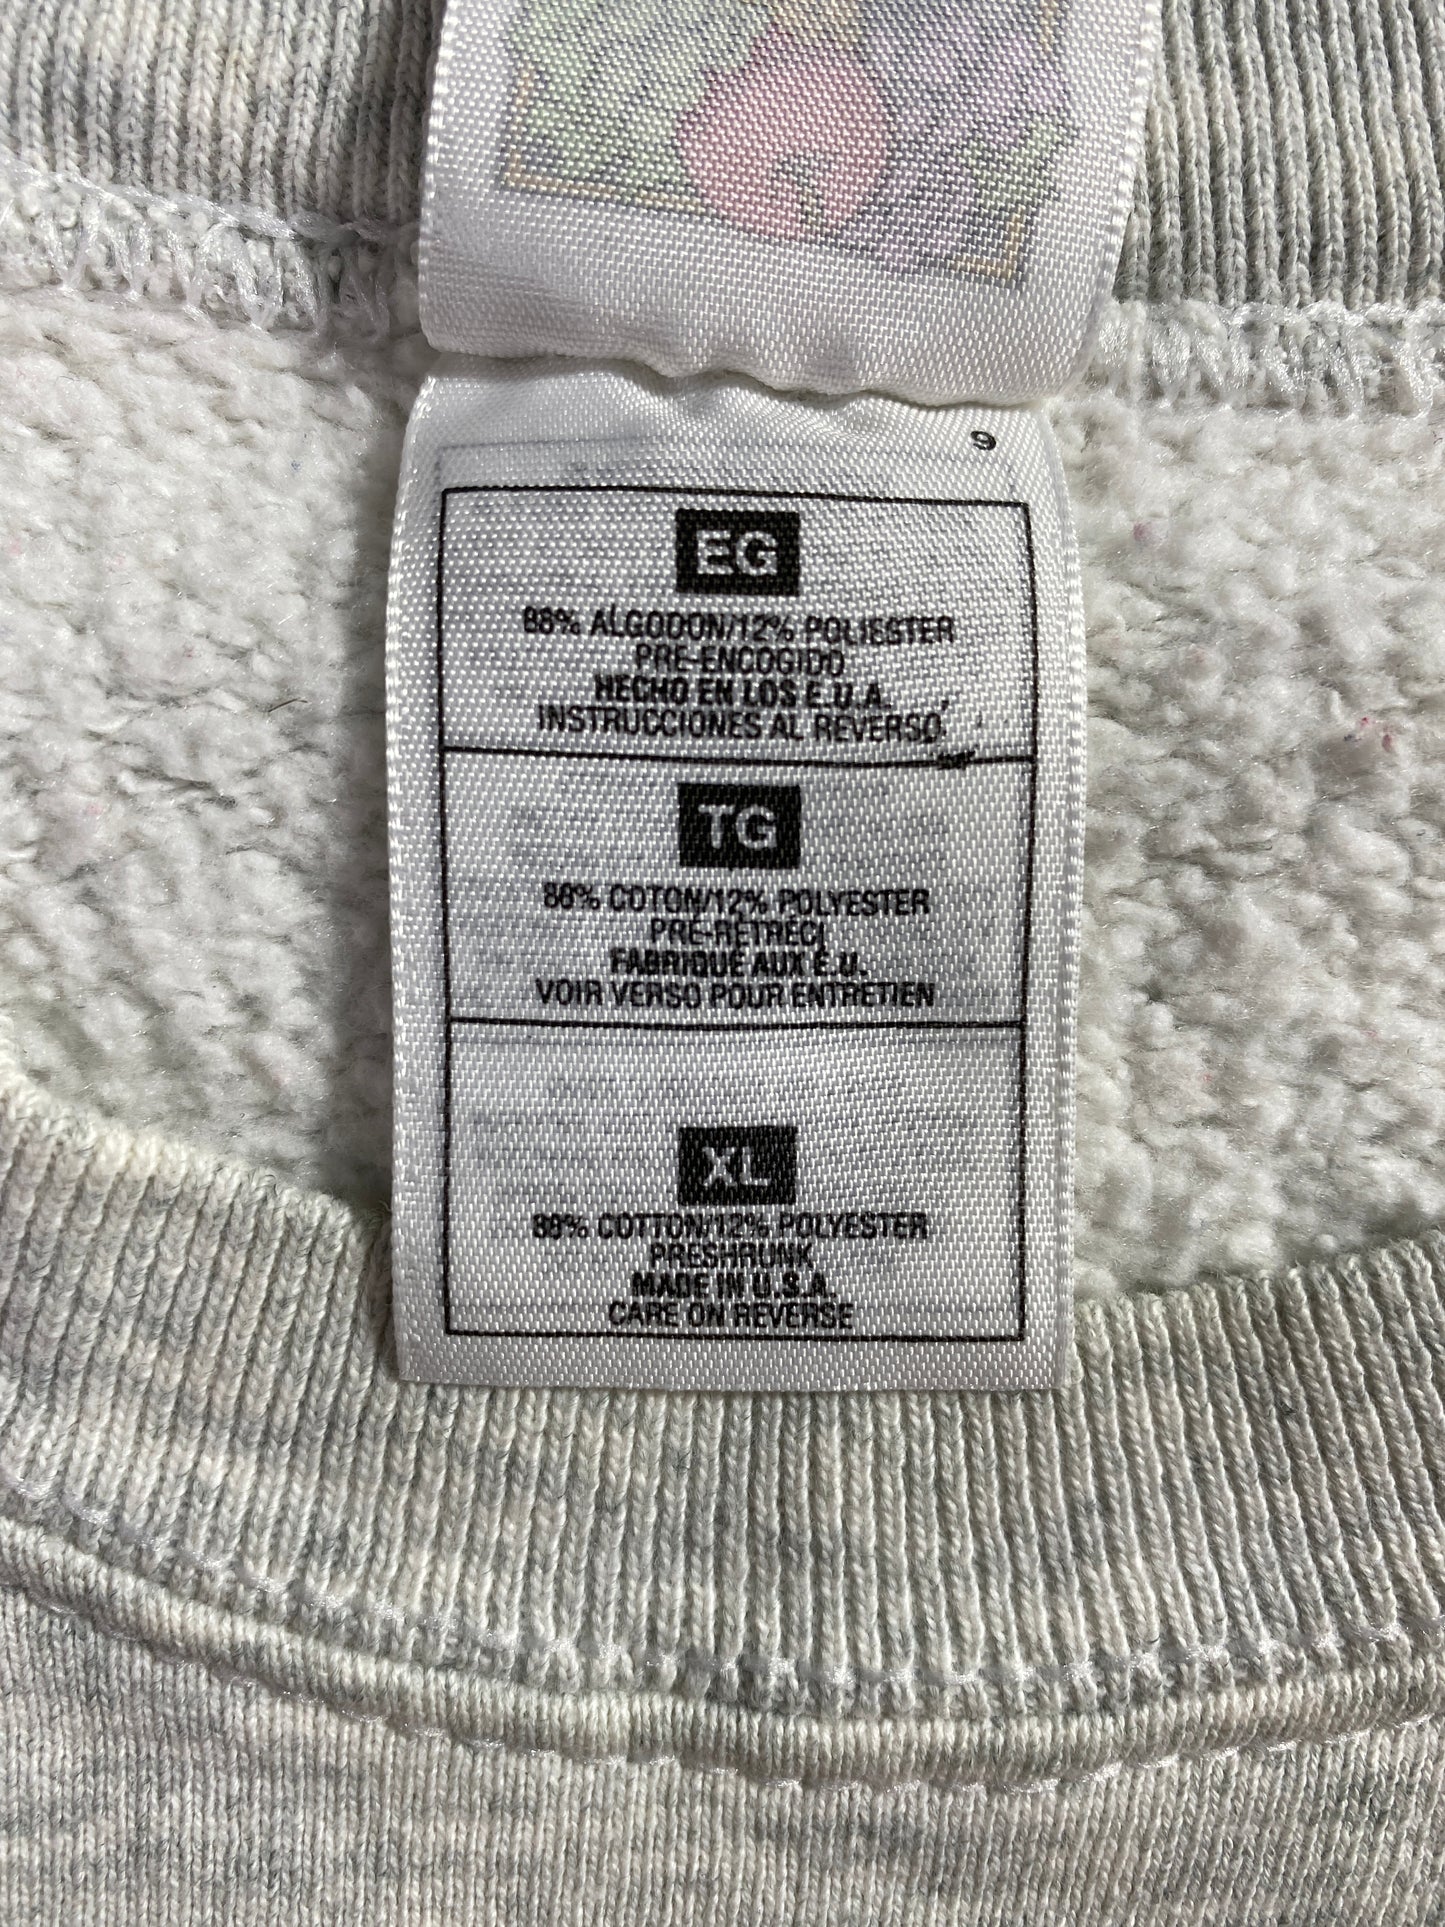 9
EG
88% ALGODON/12% POLIESTER
PRE-ENCOGIDO
HECHO EN LOS E.U.A.
INSTRUCCIONES AL REVERSO
TG
88% COTON/12% POLYESTER
PRÉ-RÉTRÉCI
FABRIQUÉ AUX É.U.
VOIR VERSO POUR ENTRETIEN
XL
88% COTTON/12% POLYESTER
PRESHRUNK
MADE IN U.S.A.
CARE ON REVERSE